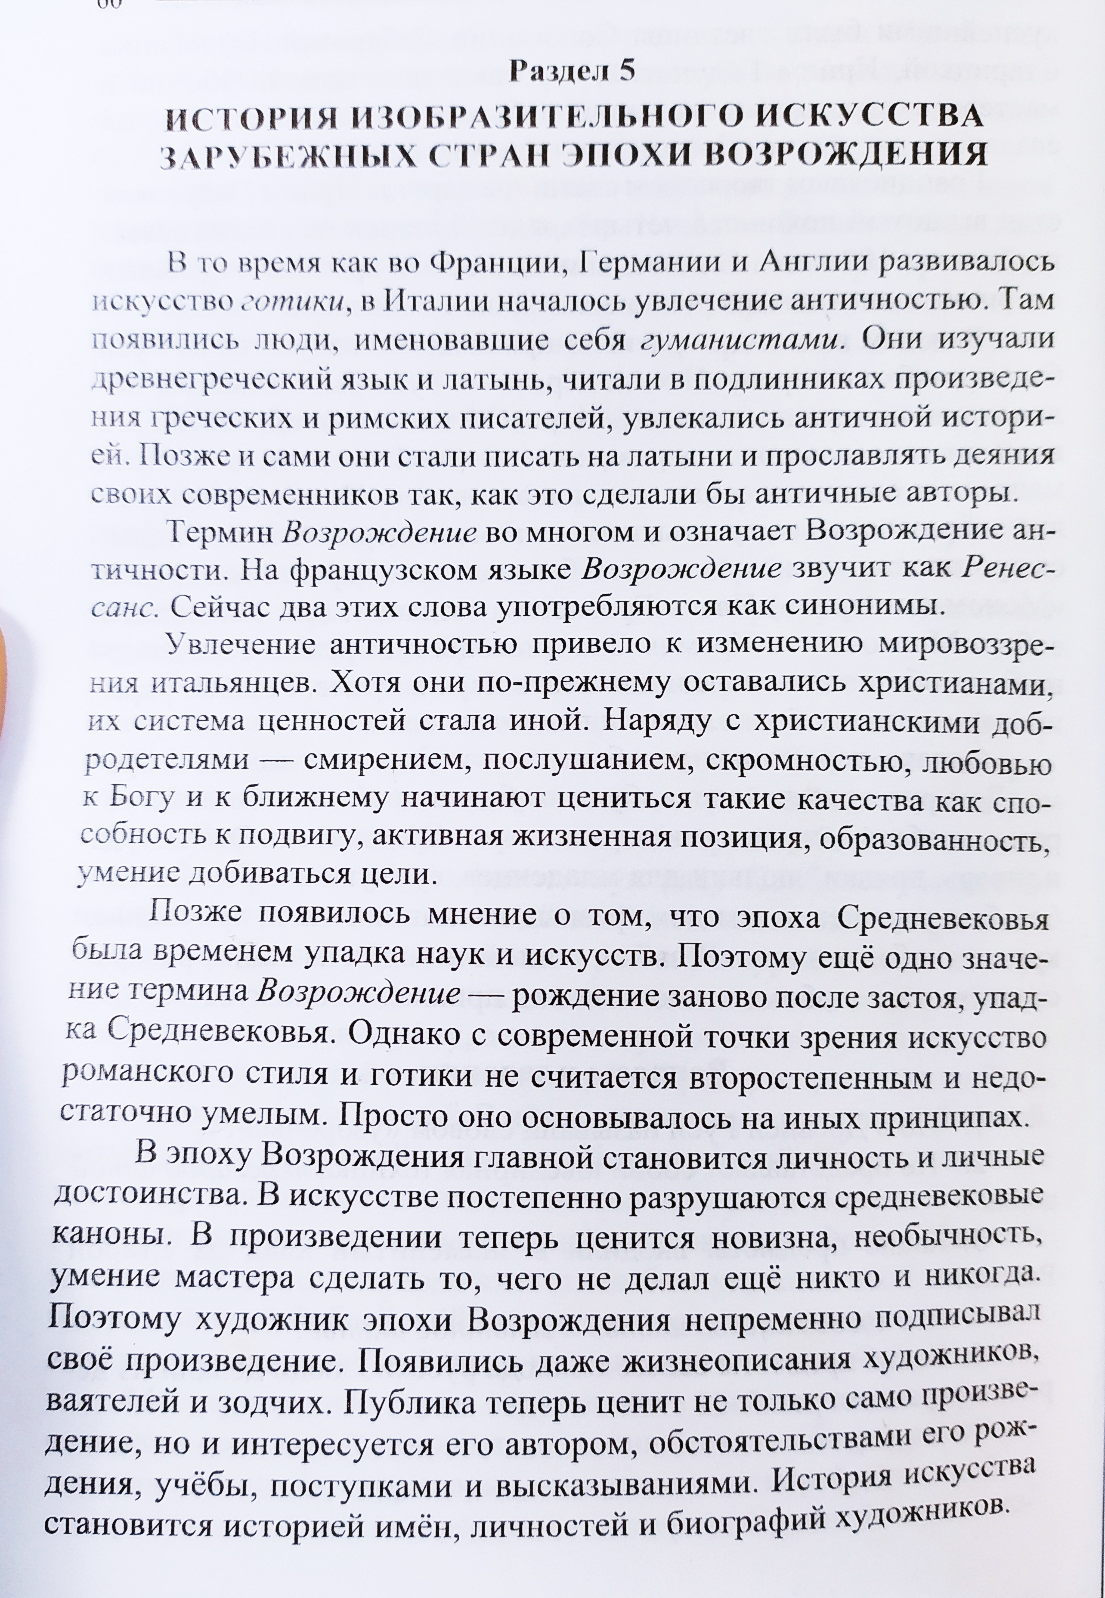 Раздел 5
ИСТОРИЯ ИЗОБРАЗИТЕЛЬНОГО ИСКУССТВА
ЗАРУБЕЖНЫХ СТРАН ЭПОХИ ВОЗРОЖДЕНИЯ
В то время как во Франции, Германии и Англии развивалось
искусство готики, в Италии началось увлечение античностью. Там
появились люди, именовавшие себя гуманистами. Они изучали
древнегреческий язык и латынь, читали в подлинниках произведе-
ния греческих и римских писателей, увлекались античной истори-
ей. Позже и сами они стали писать на латыни и прославлять деяния
своих современников так, как это сделали бы античные авторы.
Термин Возрождение во многом и означает Возрождение ан-
тичности. На французском языке Возрождение звучит как Ренес-
санс. Сейчас два этих слова употребляются как синонимы.
Увлечение античностью привело к изменению мировоззре-
ния итальянцев. Хотя они по-прежнему оставались христианами,
их система ценностей стала иной. Наряду с христианскими доб-
родетелями — смирением, послушанием, скромностью, любовью
к Богу и к ближнему начинают цениться такие качества как спо-
собность к подвигу, активная жизненная позиция, образованность,
умение добиваться цели.
Позже появилось мнение о том, что эпоха Средневековья
была временем упадка наук и искусств. Поэтому ещё одно значе-
ние термина Возрождение — рождение заново после застоя, упад-
ка Средневековья. Однако с современной точки зрения искусство
романского стиля и готики не считается второстепенным и недо-
статочно умелым. Просто оно основывалось на иных принципах.
В эпоху Возрождения главной становится личность и личные
достоинства. В искусстве постепенно разрушаются средневековые
каноны. В произведении теперь ценится новизна, необычность,
умение мастера сделать то, чего не делал ещё никто и никогда.
Поэтому художник эпохи Возрождения непременно подписывал
своё произведение. Появились даже жизнеописания художников,
ваятелей и зодчих. Публика теперь ценит не только само произве-
дение, но и интересуется его автором, обстоятельствами его рож-
дения, учёбы, поступками и высказываниями. История искусства
становится историей имён, личностей и биографий художников.